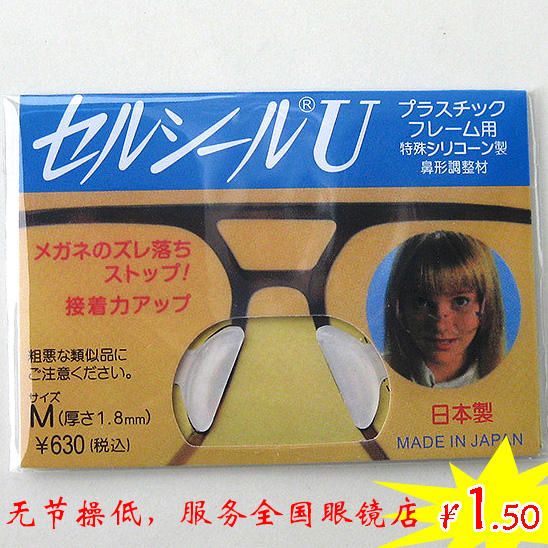 セルシール®U
プラスチック
フレーム用
特殊シリコーン製
鼻形調整材
メガネのズレ落ち
ストップ!
接着力アップ
粗悪な類似品に
ご注意ください。
サイズ
M(厚さ1.8mm)
¥630(税込)
日本製
MADE IN JAPAN
无节操低，服务全国眼镜店
¥1.50